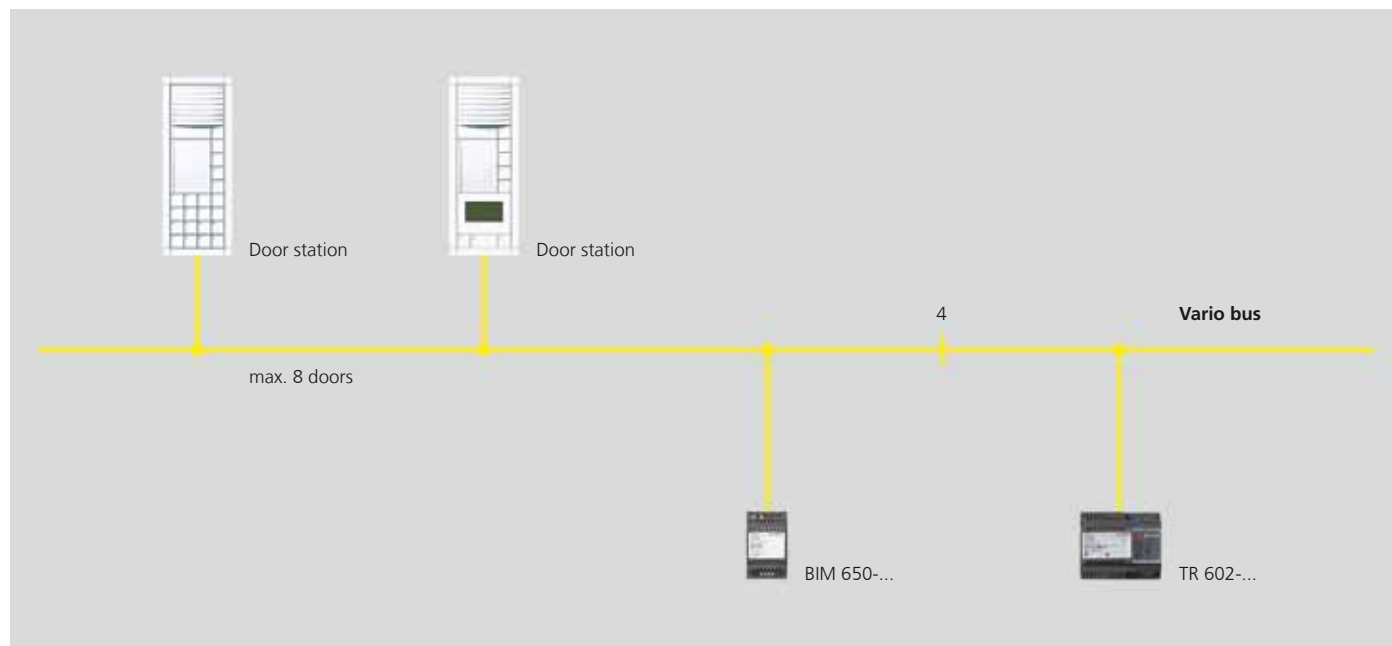 Door station
Door station
4
Vario bus
max. 8 doors
BIM 650-...
TR 602-...